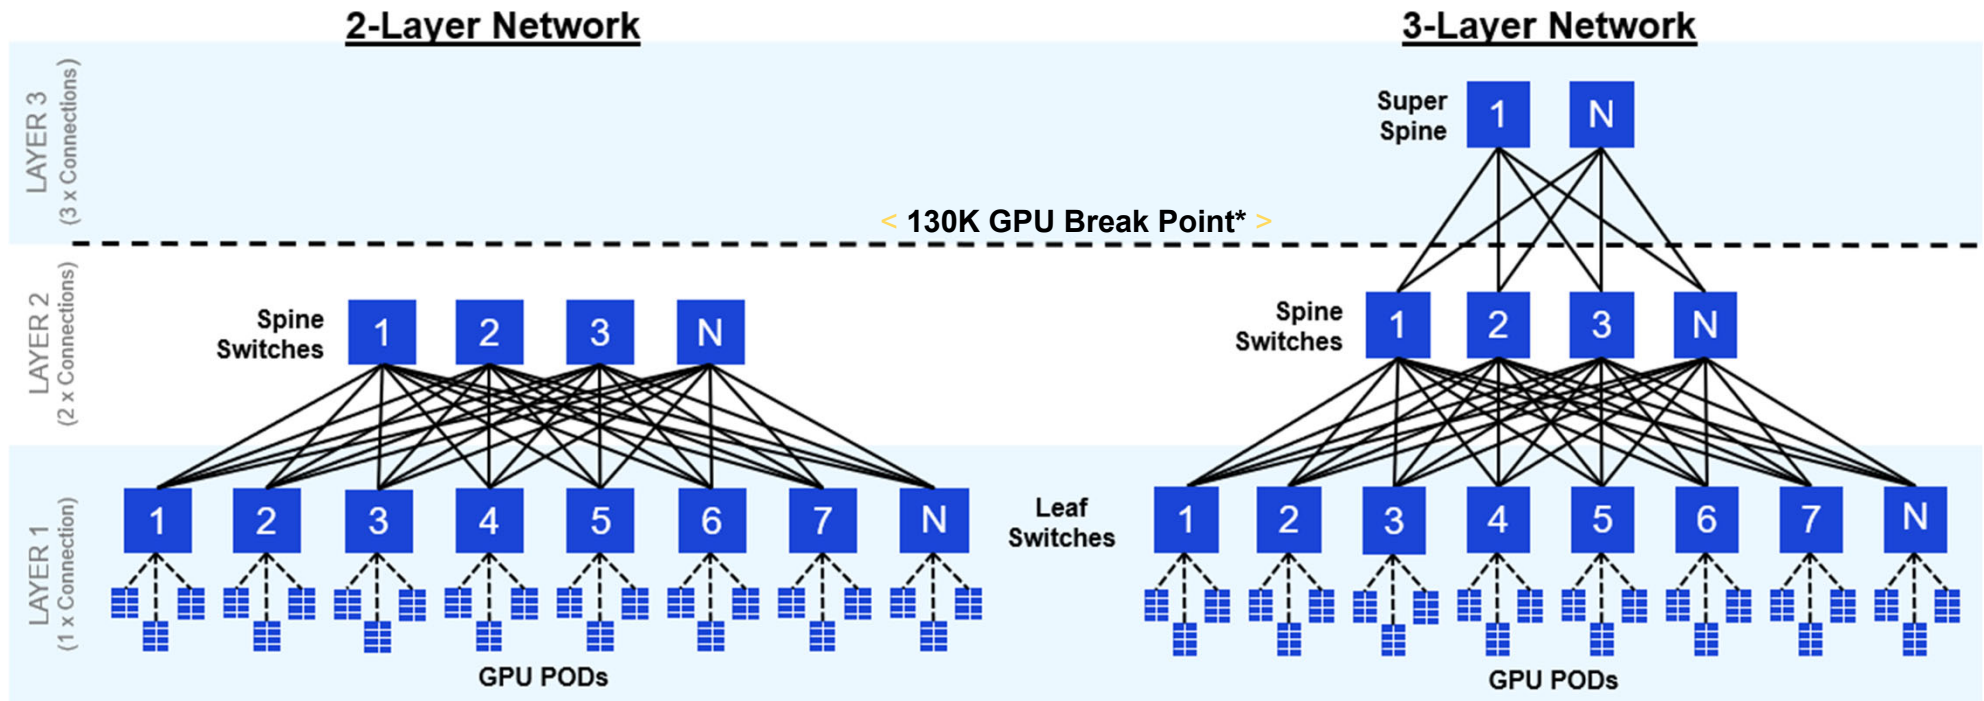 2-Layer Network
3-Layer Network
LAYER 3
(3 x Connections)
Super
Spine
1 N
< 130K GPU Break Point* >
LAYER 2
(2 x Connections)
Spine
Switches
1 2 3 N
Spine
Switches
1 2 3 N
LAYER 1
(1 x Connection)
1 2 3 4 5 6 7 N
Leaf
Switches
1 2 3 4 5 6 7 N
GPU PODs
GPU PODs